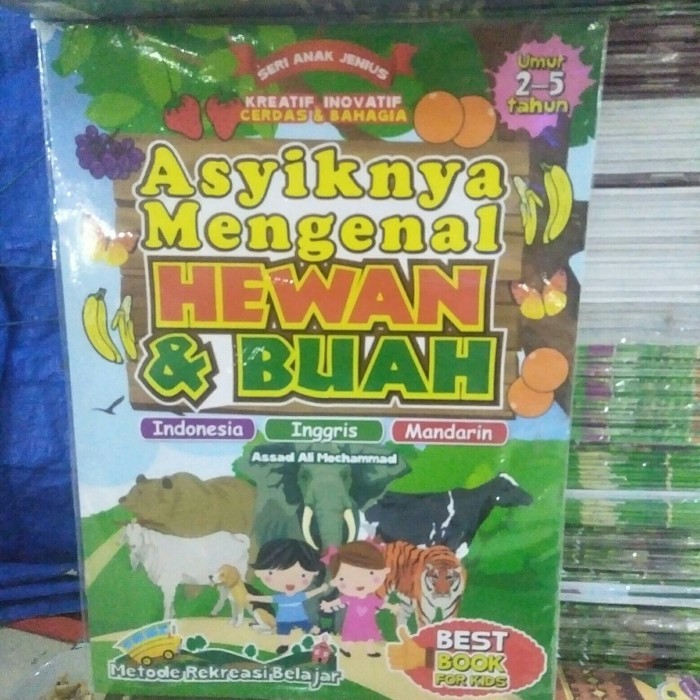 SERI ANAK JENIUS
KREATIF INOVATIF
CERDAS & BAHAGIA
Umur
2-5
tahun
Asyiknya
Mengenal
HEWAN
& BUAH
Indonesia Inggris Mandarin
Assad Ali Mochammad
Metode Rekreasi Belajar
BEST
BOOK
FOR KIDS